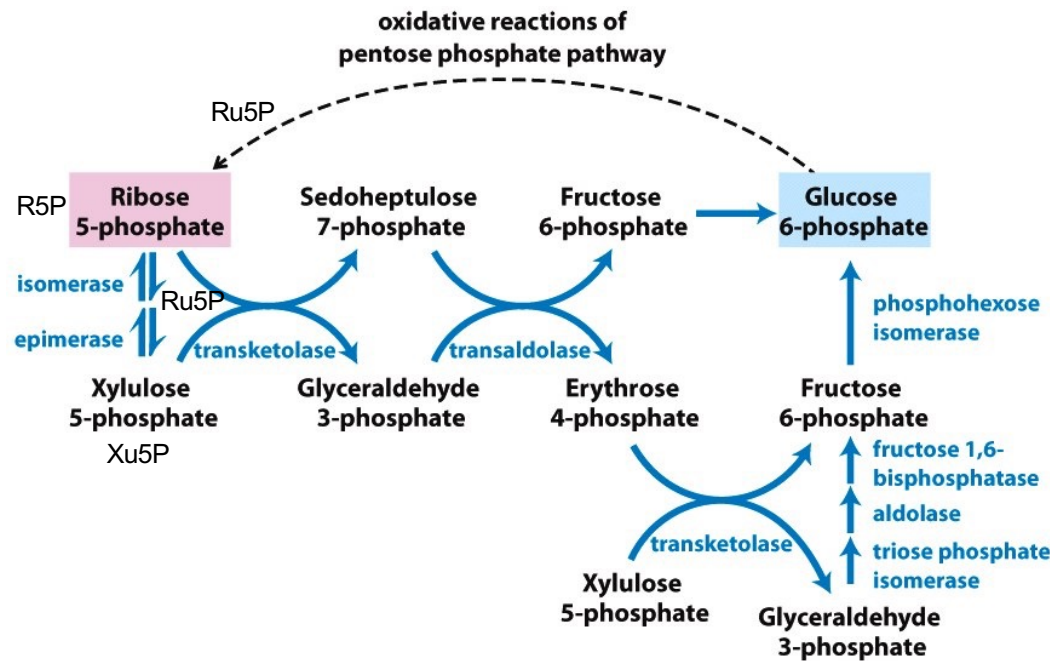 oxidative reactions of
pentose phosphate pathway
Ru5P
R5P
Ribose
5-phosphate
Sedoheptulose
7-phosphate
Fructose
6-phosphate
Glucose
6-phosphate
isomerase
Ru5P
epimerase
transketolase
transaldolase
phosphohexose
isomerase
Xylulose
5-phosphate
Xu5P
Glyceraldehyde
3-phosphate
Erythrose
4-phosphate
Fructose
6-phosphate
fructose 1,6-
bisphosphatase
aldolase
transketolase
triose phosphate
isomerase
Xylulose
5-phosphate
Glyceraldehyde
3-phosphate